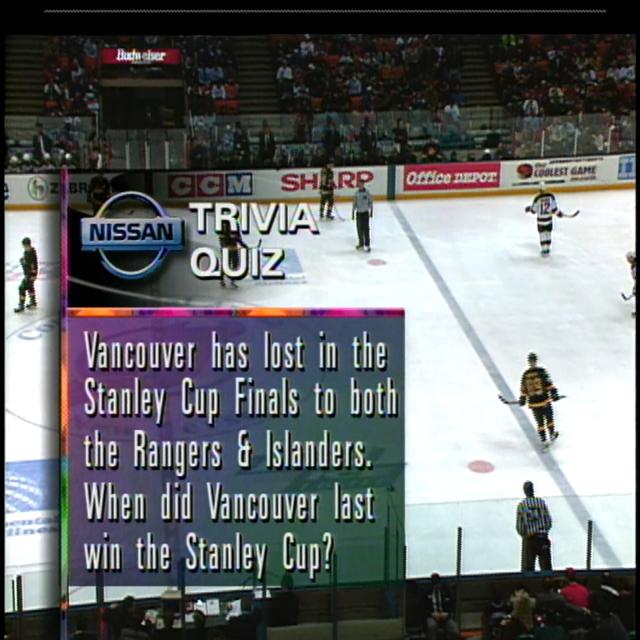 Budweiser
CCM
SHARP
Office DEPOT
COOLEST GAME
NISSAN
TRIVIA
QUIZ
Vancouver has lost in the
Stanley Cup Finals to both
the Rangers & Islanders.
When did Vancouver last
win the Stanley Cup?